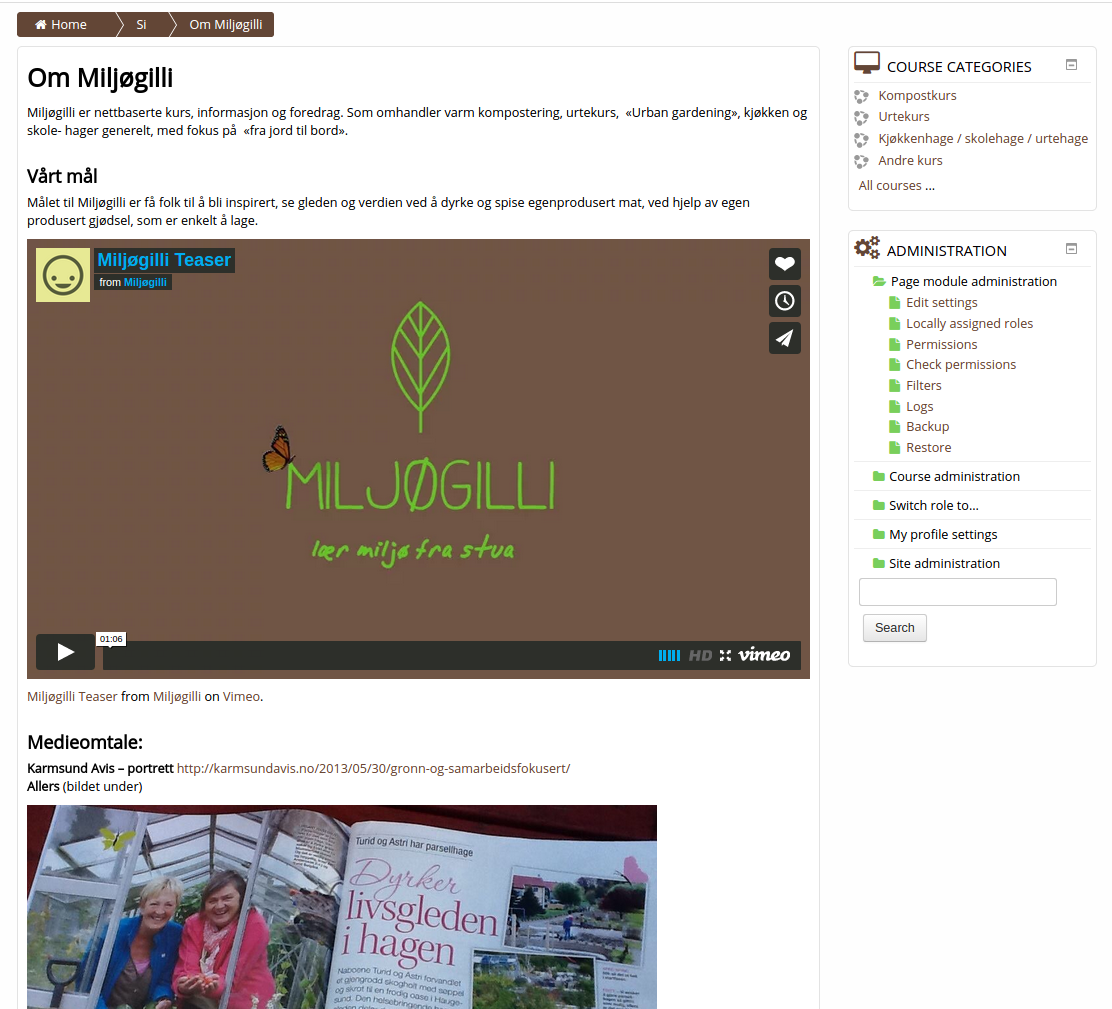 Home Si Om Miljøgilli
Om Miljøgilli
Miljøgilli er nettbaserte kurs, informasjon og foredrag. Som omhandler varm kompostering, urtekurs, «Urban gardening», kjøkken og
skole- hager generelt, med fokus på «fra jord til bord».
Vårt mål
Målet til Miljøgilli er få folk til å bli inspirert, se gleden og verdien ved å dyrke og spise egenprodusert mat, ved hjelp av egen
produsert gjødsel, som er enkelt å lage.
Miljøgilli Teaser
from Miljøgilli
MILJØGILLI
lær miljø fra stua
01:06
HD vimeo
Miljøgilli Teaser from Miljøgilli on Vimeo.
Medieomtale:
Karmsund Avis – portrett http://karmsundavis.no/2013/05/30/gronn-og-samarbeidsfokusert/
Allers (bildet under)
Turid og Astri har parsellhage
Dyrker
livsgleden
i hagen
Naboene Turid og Astri forvandlet
et gjengrodd skogholt med søppel
og skrot til en frodig oase i Hauge-
sund. Den helsebringende
COURSE CATEGORIES
Kompostkurs
Urtekurs
Kjøkkenhage / skolehage / urtehage
Andre kurs
All courses ...
ADMINISTRATION
Page module administration
Edit settings
Locally assigned roles
Permissions
Check permissions
Filters
Logs
Backup
Restore
Course administration
Switch role to...
My profile settings
Site administration
Search